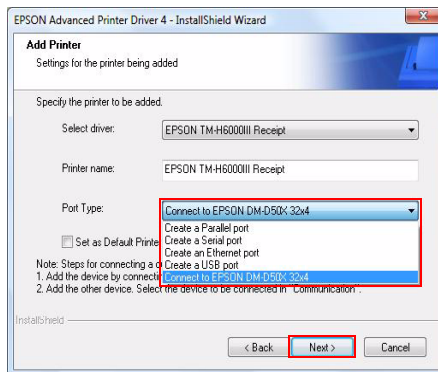 EPSON Advanced Printer Driver 4 - InstallShield Wizard
Add Printer
Settings for the printer being added
Specify the printer to be added.
Select driver:
EPSON TM-H6000III Receipt
Printer name:
EPSON TM-H6000III Receipt
Port Type:
Connect to EPSON DM-D50X 32x4
Create a Parallel port
Create a Serial port
Create an Ethernet port
Create a USB port
Connect to EPSON DM-D50X 32x4
Set as Default Printe
Note: Steps for connecting a d
1. Add the device by connecti
2. Add the other device. Select the device to be connected in "Communication".
InstallShield
< Back
Next >
Cancel